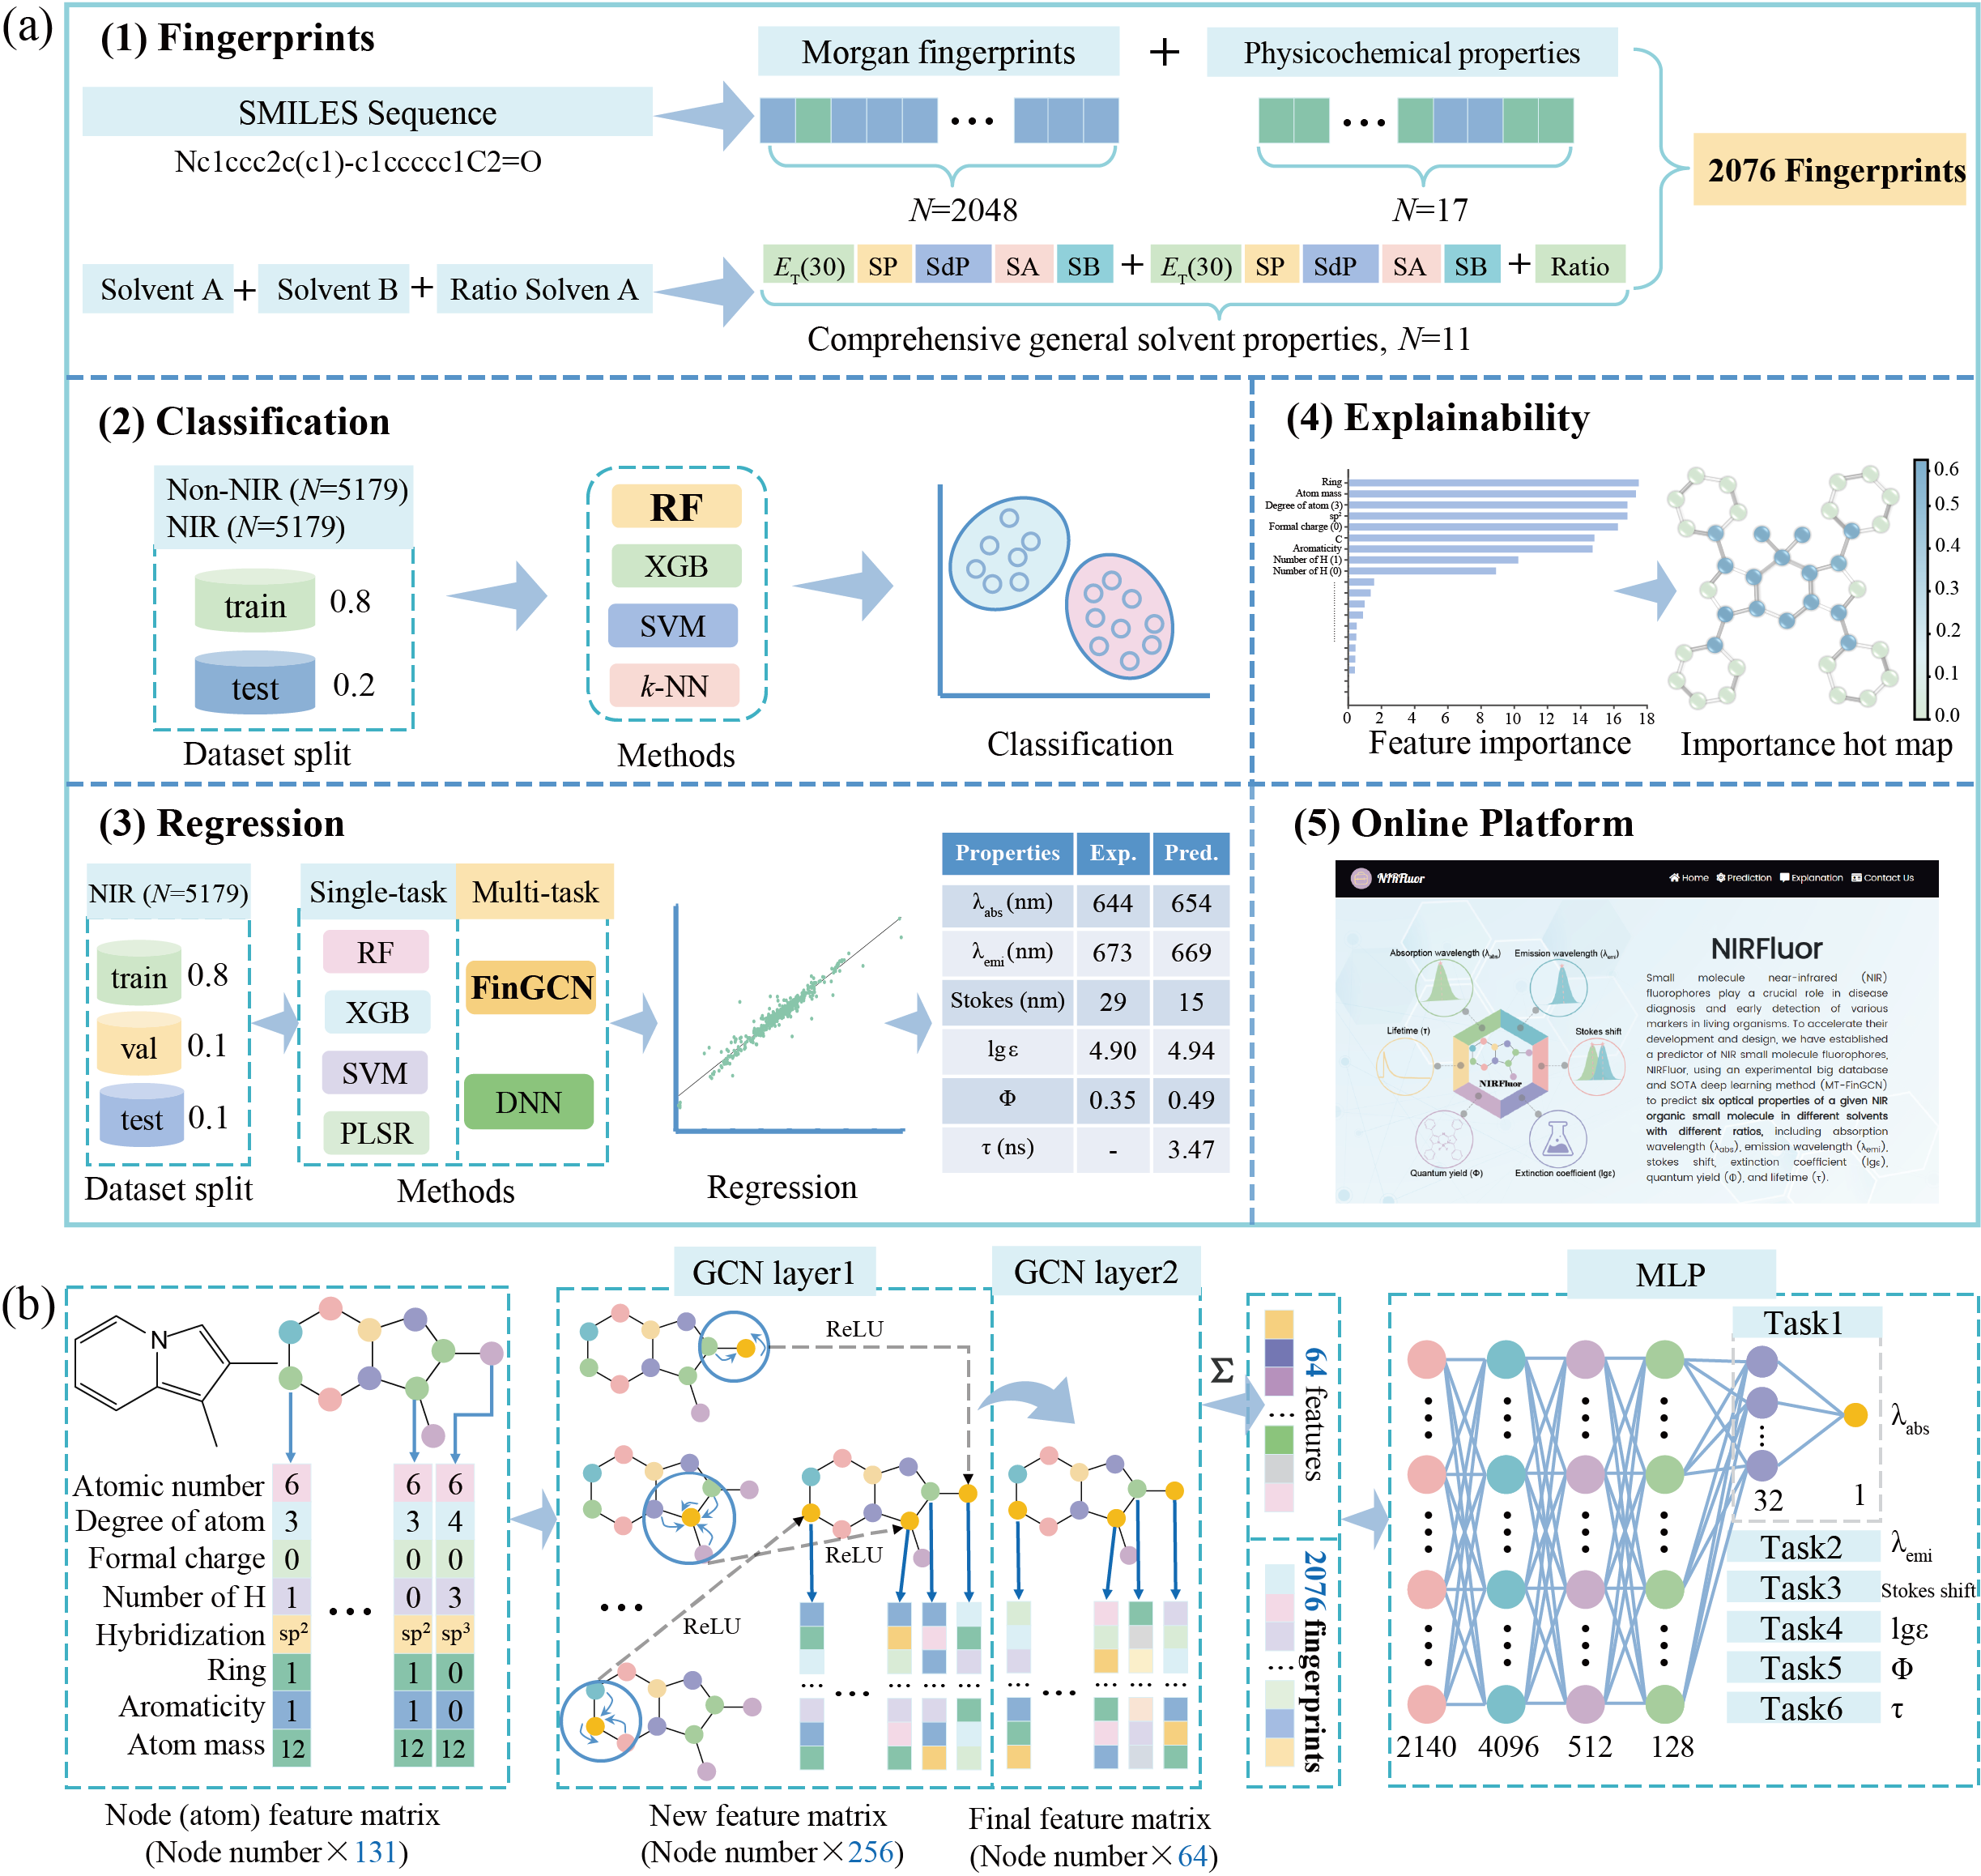 (a)
(1) Fingerprints
Morgan fingerprints + Physicochemical properties
SMILES Sequence
Nc1ccc2c(c1)-c1ccccc1C2=O
...
...
N=2048
N=17
2076 Fingerprints
Solvent A + Solvent B + Ratio Solven A
E_T(30) SP SdP SA SB + E_T(30) SP SdP SA SB + Ratio
Comprehensive general solvent properties, N=11
(2) Classification
Non-NIR (N=5179)
NIR (N=5179)
train 0.8
test 0.2
Dataset split
RF
XGB
SVM
k-NN
Methods
Classification
(4) Explainability
Ring
Atom mass
Degree of atom (3)
sp²
Formal charge (0)
C
Aromaticity
Number of H (1)
Number of H (0)
0 2 4 6 8 10 12 14 16 18
Feature importance
0.6
0.5
0.4
0.3
0.2
0.1
0.0
Importance hot map
(3) Regression
NIR (N=5179)
train 0.8
val 0.1
test 0.1
Dataset split
Single-task Multi-task
RF
XGB
SVM
PLSR
FinGCN
DNN
Methods
Regression
Properties Exp. Pred.
λabs (nm) 644 654
λemi (nm) 673 669
Stokes (nm) 29 15
lgε 4.90 4.94
Φ 0.35 0.49
τ (ns) - 3.47
(5) Online Platform
NIRFluor
Home Prediction Explanation Contact Us
Absorption wavelength (λabs) Emission wavelength (λemi)
Lifetime (τ)
Stokes shift
NIRFluor
Quantum yield (Φ)
Extinction coefficient (lgε)
NIRFluor
Small molecule near-infrared (NIR)
fluorophores play a crucial role in disease
diagnosis and early detection of various
markers in living organisms. To accelerate their
development and design, we have established
a predictor of NIR small molecule fluorophores,
NIRFluor, using an experimental big database
and SOTA deep learning method (MT-FinGCN)
to predict six optical properties of a given NIR
organic small molecule in different solvents
with different ratios, including absorption
wavelength (λabs), emission wavelength (λemi),
stokes shift, extinction coefficient (lgε),
quantum yield (Φ), and lifetime (τ).
(b)
N
Atomic number 6 6 6
Degree of atom 3 3 4
Formal charge 0 0 0
Number of H 1 ... 0 3
Hybridization sp² sp² sp³
Ring 1 1 0
Aromaticity 1 1 0
Atom mass 12 12 12
Node (atom) feature matrix
(Node number×131)
GCN layer1
ReLU
ReLU
...
ReLU
... ... ... ... ...
New feature matrix
(Node number×256)
GCN layer2
... ... ... ... ...
Final feature matrix
(Node number×64)
Σ
64 features
...
2076 fingerprints
...
MLP
Task1
λabs
32 1
Task2 λemi
Task3 Stokes shift
Task4 lgε
Task5 Φ
Task6 τ
2140 4096 512 128